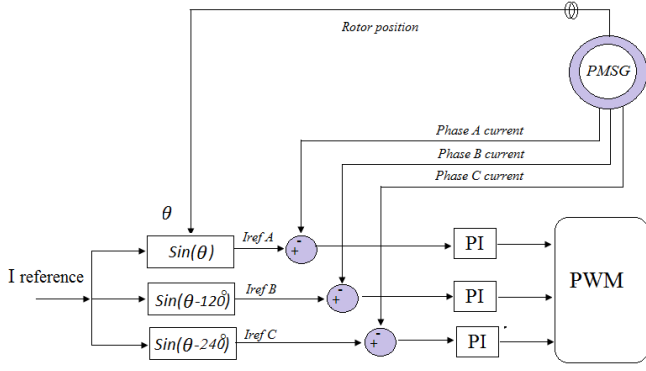 Rotor position
PMSG
Phase A current
Phase B current
Phase C current
θ
Iref A
-
+
Sin(θ)
PI
I reference
PWM
Iref B
-
+
Sin(θ-120°)
PI
Iref C
-
+
Sin(θ-240°)
PI